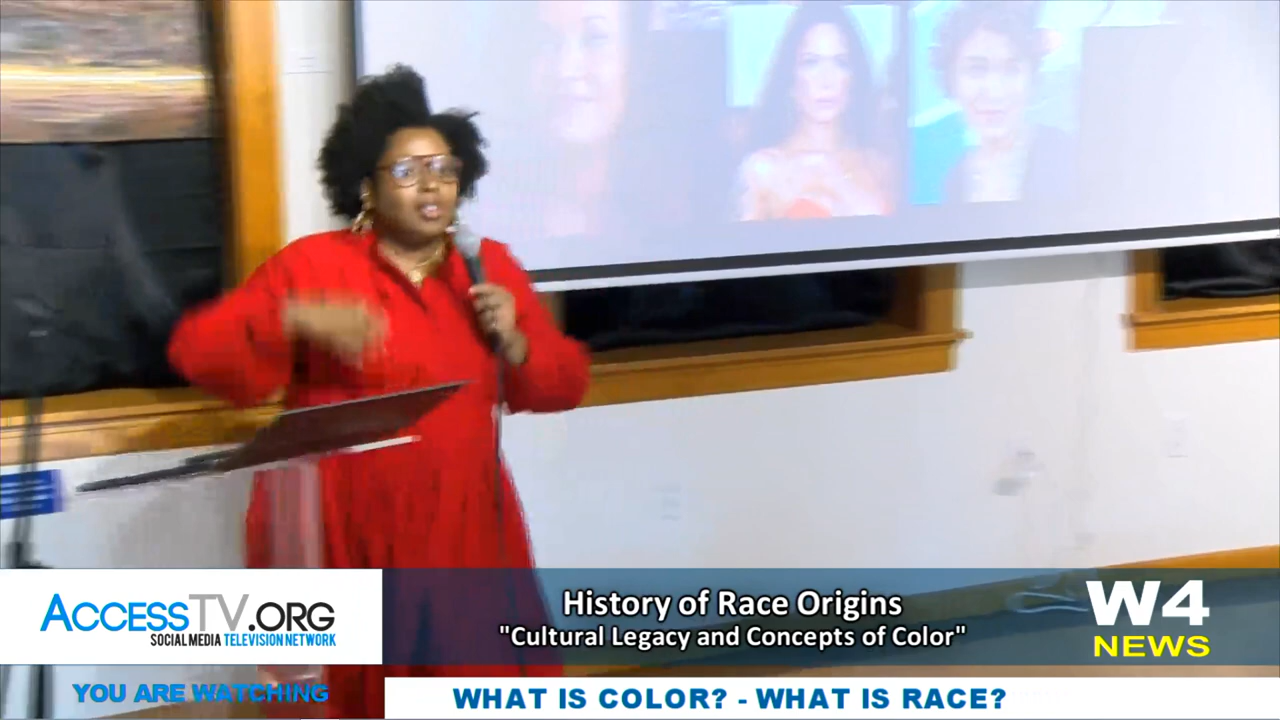 ACCESSTV.ORG
SOCIAL MEDIA TELEVISION NETWORK
History of Race Origins
"Cultural Legacy and Concepts of Color"
W4
NEWS
YOU ARE WATCHING
WHAT IS COLOR? - WHAT IS RACE?